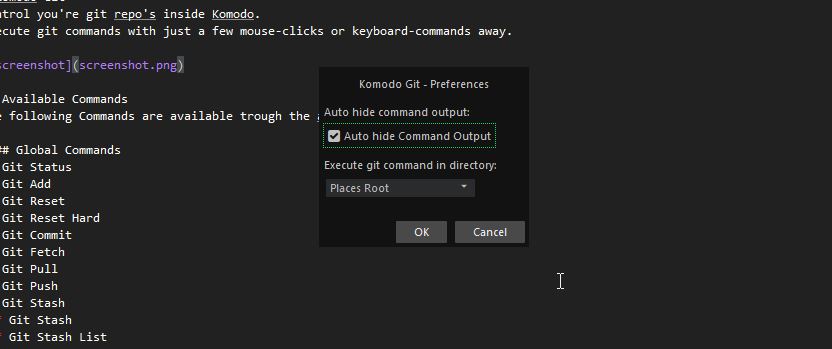 ntrol you're git repo's inside Komodo.
ecute git commands with just a few mouse-clicks or keyboard-commands away.
screenshot](screenshot.png)
Komodo Git - Preferences
Auto hide command output:
Auto hide Command Output
Execute git command in directory:
Places Root
OK
Cancel
Available Commands
e following Commands are available trough the
## Global Commands
Git Status
Git Add
Git Reset
Git Reset Hard
Git Commit
Git Fetch
Git Pull
Git Push
Git Stash
* Git Stash
* Git Stash List